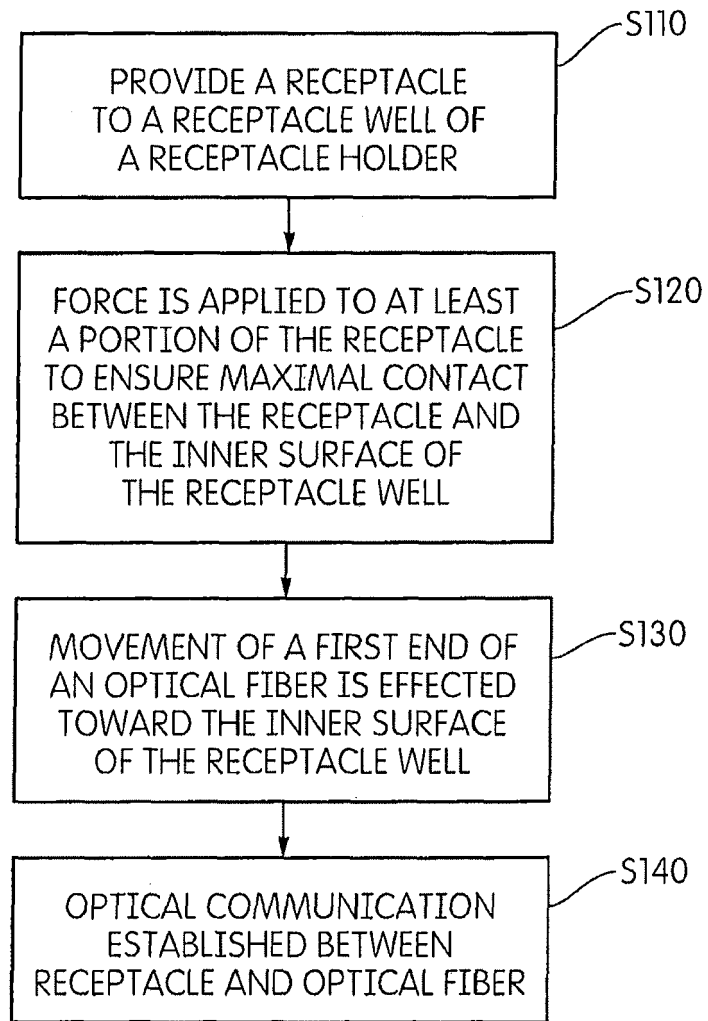 S110
PROVIDE A RECEPTACLE
TO A RECEPTACLE WELL OF
A RECEPTACLE HOLDER
S120
FORCE IS APPLIED TO AT LEAST
A PORTION OF THE RECEPTACLE
TO ENSURE MAXIMAL CONTACT
BETWEEN THE RECEPTACLE AND
THE INNER SURFACE OF
THE RECEPTACLE WELL
S130
MOVEMENT OF A FIRST END OF
AN OPTICAL FIBER IS EFFECTED
TOWARD THE INNER SURFACE
OF THE RECEPTACLE WELL
S140
OPTICAL COMMUNICATION
ESTABLISHED BETWEEN
RECEPTACLE AND OPTICAL FIBER